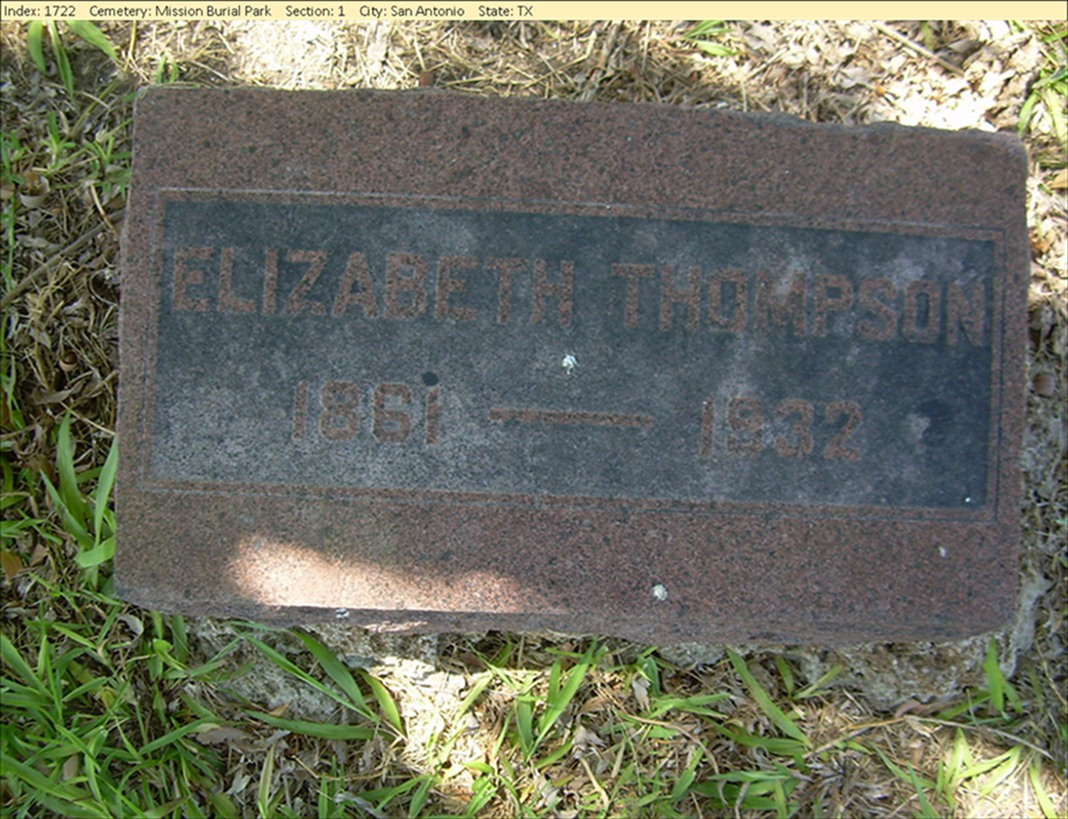 Index: 1722 Cemetery: Mission Burial Park Section: 1 City: San Antonio State: TX
ELIZABETH THOMPSON
1861 — 1932